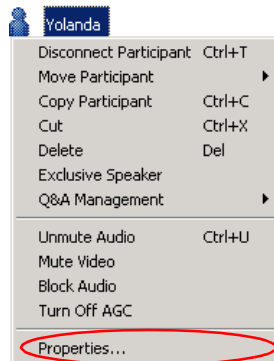 Yolanda
Disconnect Participant Ctrl+T
Move Participant
Copy Participant Ctrl+C
Cut Ctrl+X
Delete Del
Exclusive Speaker
Q&A Management
Unmute Audio Ctrl+U
Mute Video
Block Audio
Turn Off AGC
Properties...